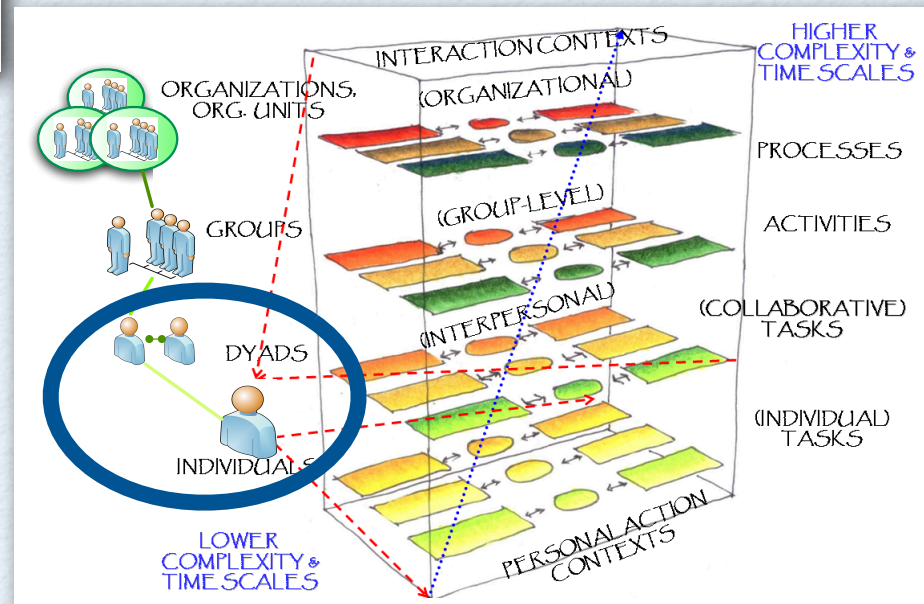 INTERACTION CONTEXTS
HIGHER
COMPLEXITY &
TIME SCALES
ORGANIZATIONS,
ORG. UNITS
(ORGANIZATIONAL)
PROCESSES
(GROUP-LEVEL)
GROUPS
ACTIVITIES
(INTERPERSONAL)
(COLLABORATIVE)
TASKS
DYADS
(INDIVIDUAL)
TASKS
INDIVIDUALS
LOWER
COMPLEXITY &
TIME SCALES
PERSONAL ACTION
CONTEXTS